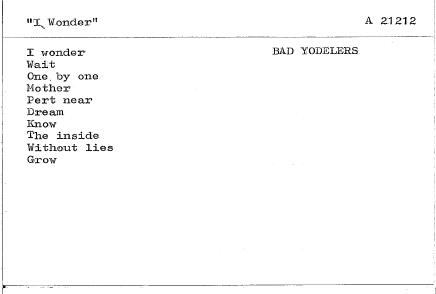 "I Wonder" A 21212
I wonder BAD YODELERS
Wait
One by one
Mother
Pert near
Dream
Know
The inside
Without lies
Grow